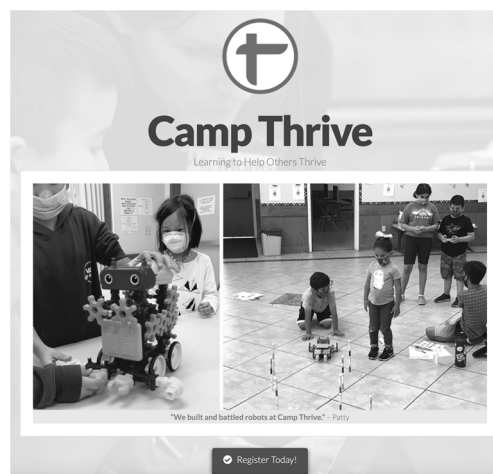 Camp Thrive
Learning to Help Others Thrive
"We built and battled robots at Camp Thrive." – Patty
Register Today!